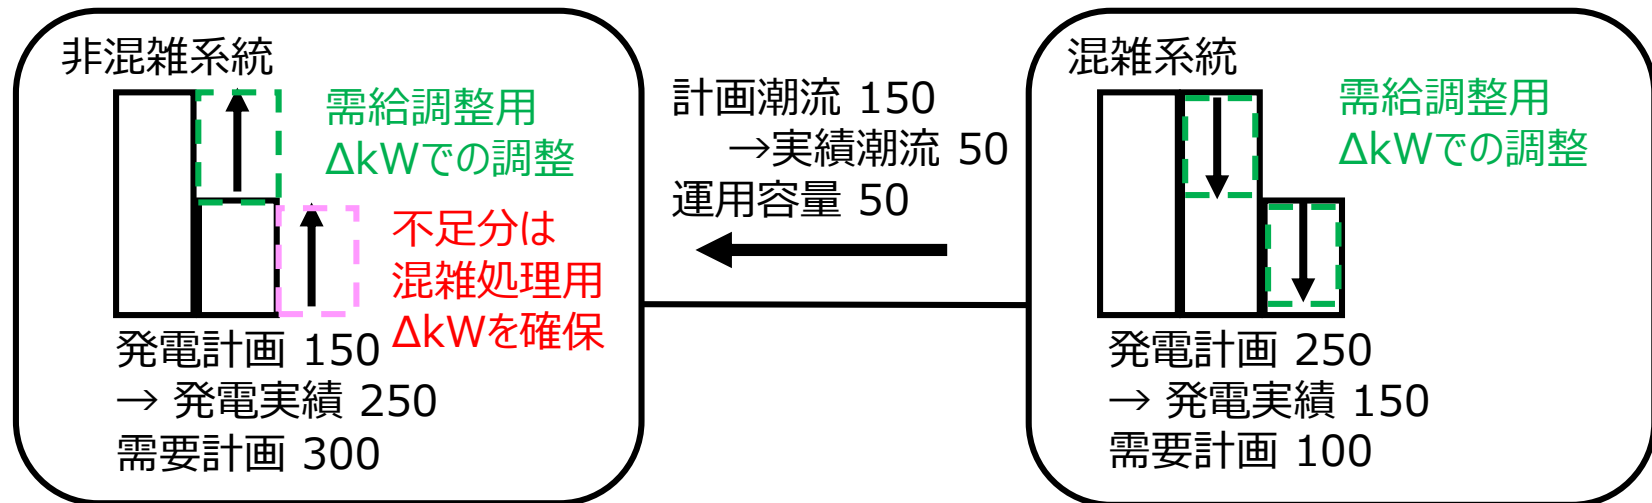 非混雑系統
需給調整用
ΔkWでの調整
不足分は
混雑処理用
ΔkWを確保
発電計画 150
→ 発電実績 250
需要計画 300
計画潮流 150
→実績潮流 50
運用容量 50
混雑系統
需給調整用
ΔkWでの調整
発電計画 250
→ 発電実績 150
需要計画 100